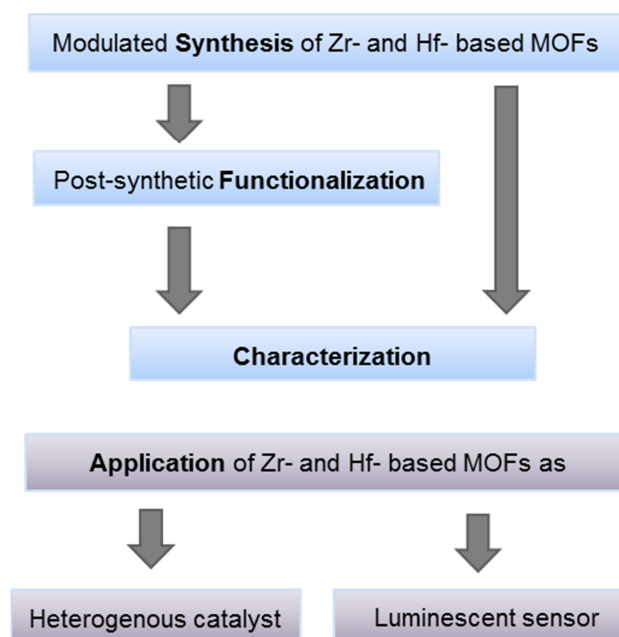 Modulated Synthesis of Zr- and Hf- based MOFs
Post-synthetic Functionalization
Characterization
Application of Zr- and Hf- based MOFs as
Heterogenous catalyst
Luminescent sensor